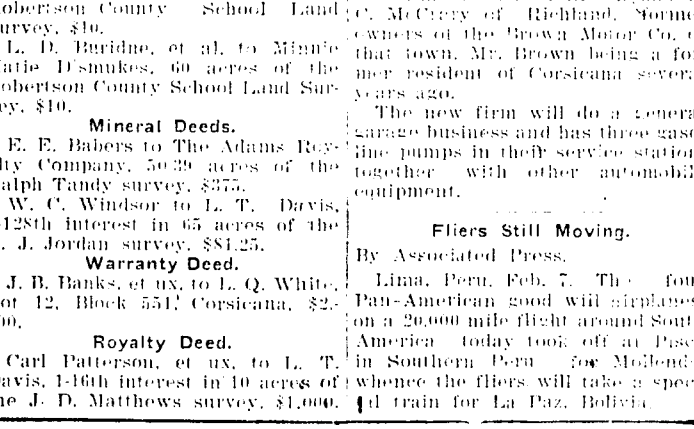 obertson County School Land
urvey, $10.
L. D. Buridne, et al, to Minnie
atie D'smukes, 60 acres of the
obertson County School Land Sur-
ey, $10.
Mineral Deeds.
E. E. Babers to The Adams Roy-
lty Company, 50-39 acres of the
alph Tandy survey, $375.
W. C. Windsor to L. T. Davis,
-128th interest in 65 acres of the
. J. Jordan survey, $81.25.
Warranty Deed.
J. B. Banks, et ux, to L. Q. White,
ot 12, Block 551, Corsicana, $2,-
00.
Royalty Deed.
Carl Patterson, et ux, to L. T.
avis, 1-16th interest in 10 acres of
he J. D. Matthews survey, $1,000.
C. McCrery of Richland, forme
owners of the Brown Motor Co. o
that town, Mr. Brown being a fo
mer resident of Corsicana severa
years ago.
The new firm will do a genera
garage business and has three gaso
line pumps in their service station
together with other automobil
equipment.
Fliers Still Moving.
By Associated Press.
Lima, Peru, Feb. 7. The four
Pan-American good will airplanes
on a 20,000 mile flight around Sout
America today took off at Pisc
in Southern Peru for Mollend
whence the fliers will take a spec
al train for La Paz, Bolivia.